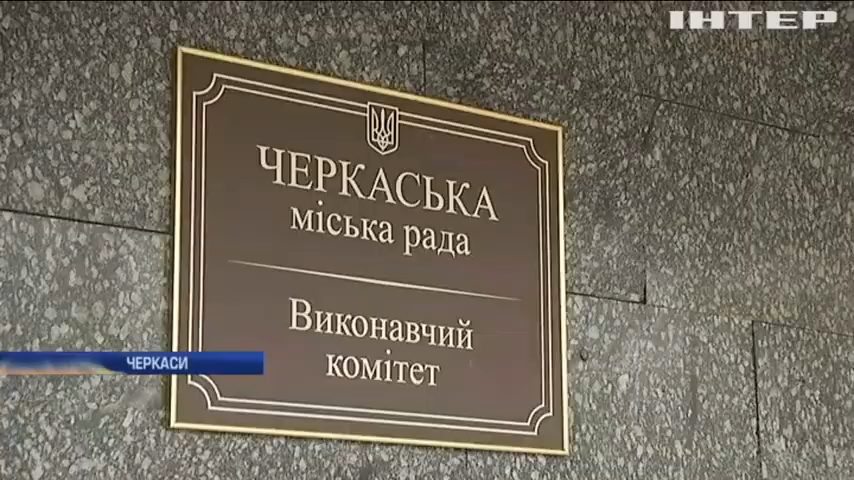 ІНТЕР
ЧЕРКАСЬКА
міська рада
Виконавчий
комітет
ЧЕРКАСИ